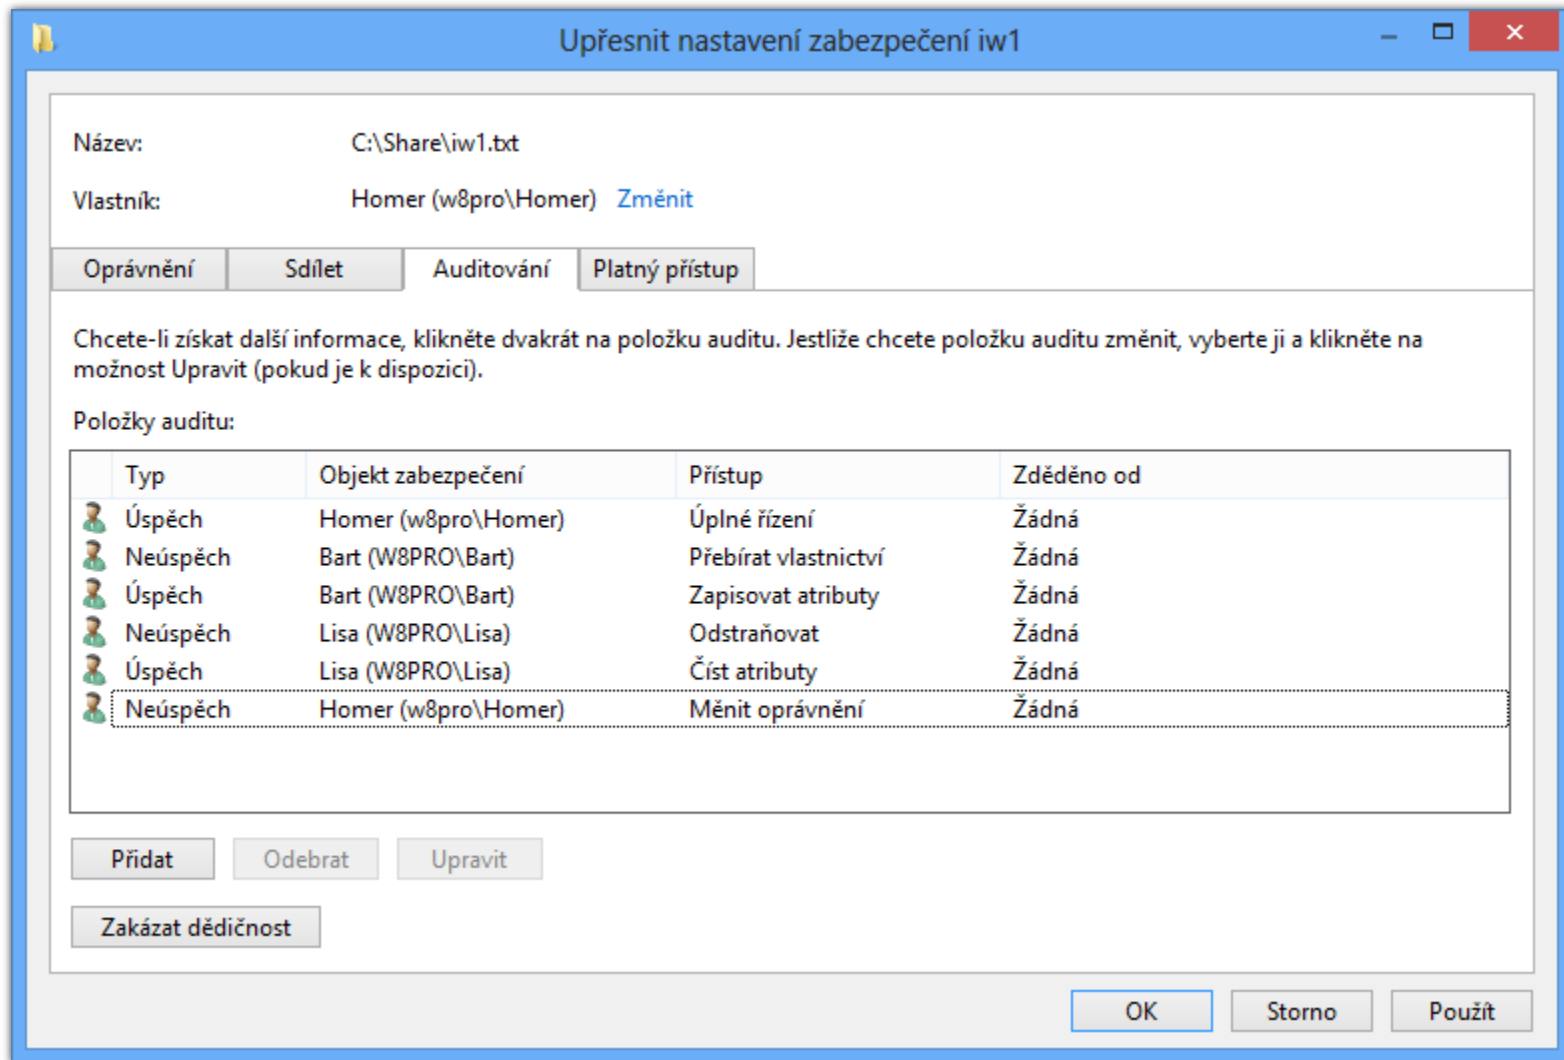 Upřesnit nastavení zabezpečení iw1
Název: C:\Share\iw1.txt
Vlastník: Homer (w8pro\Homer) Změnit
Oprávnění Sdílet Auditování Platný přístup
Chcete-li získat další informace, klikněte dvakrát na položku auditu. Jestliže chcete položku auditu změnit, vyberte ji a klikněte na
možnost Upravit (pokud je k dispozici).
Položky auditu:
Typ Objekt zabezpečení Přístup Zděděno od
Úspěch Homer (w8pro\Homer) Úplné řízení Žádná
Neúspěch Bart (W8PRO\Bart) Přebírat vlastnictví Žádná
Úspěch Bart (W8PRO\Bart) Zapisovat atributy Žádná
Neúspěch Lisa (W8PRO\Lisa) Odstraňovat Žádná
Úspěch Lisa (W8PRO\Lisa) Číst atributy Žádná
Neúspěch Homer (w8pro\Homer) Měnit oprávnění Žádná
Přidat Odebrat Upravit
Zakázat dědičnost
OK Storno Použít